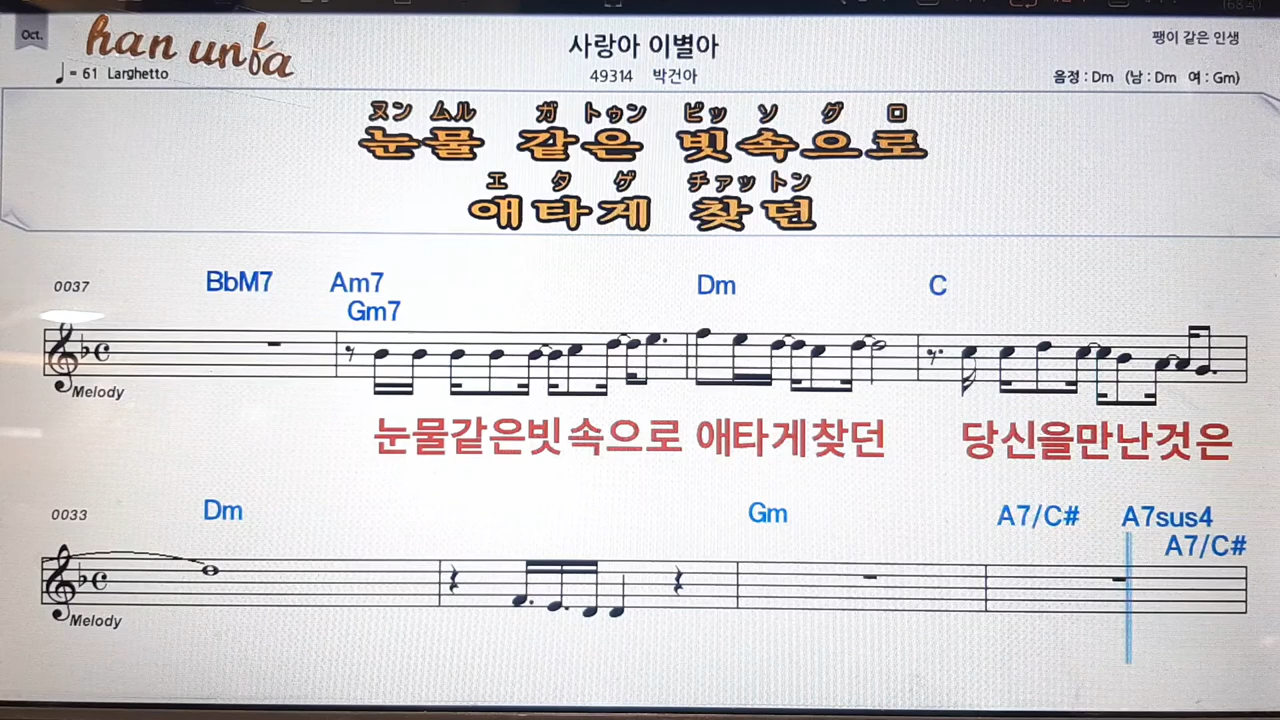 Oct.
han unfa
사랑아 이별아
팽이 같은 인생
♩= 61 Larghetto
49314 박건아
음정 : Dm (남 : Dm 여 : Gm)
ヌン ムル ガ トゥン ピッ ソ グ ロ
눈물 같은 빗속으로
エ タ ゲ チァッ トン
애타게 찾던
0037 BbM7 Am7 Dm C
Gm7
Melody
눈물같은빗속으로 애타게찾던 당신을만난것은
0033 Dm Gm A7/C# A7sus4
A7/C#
Melody